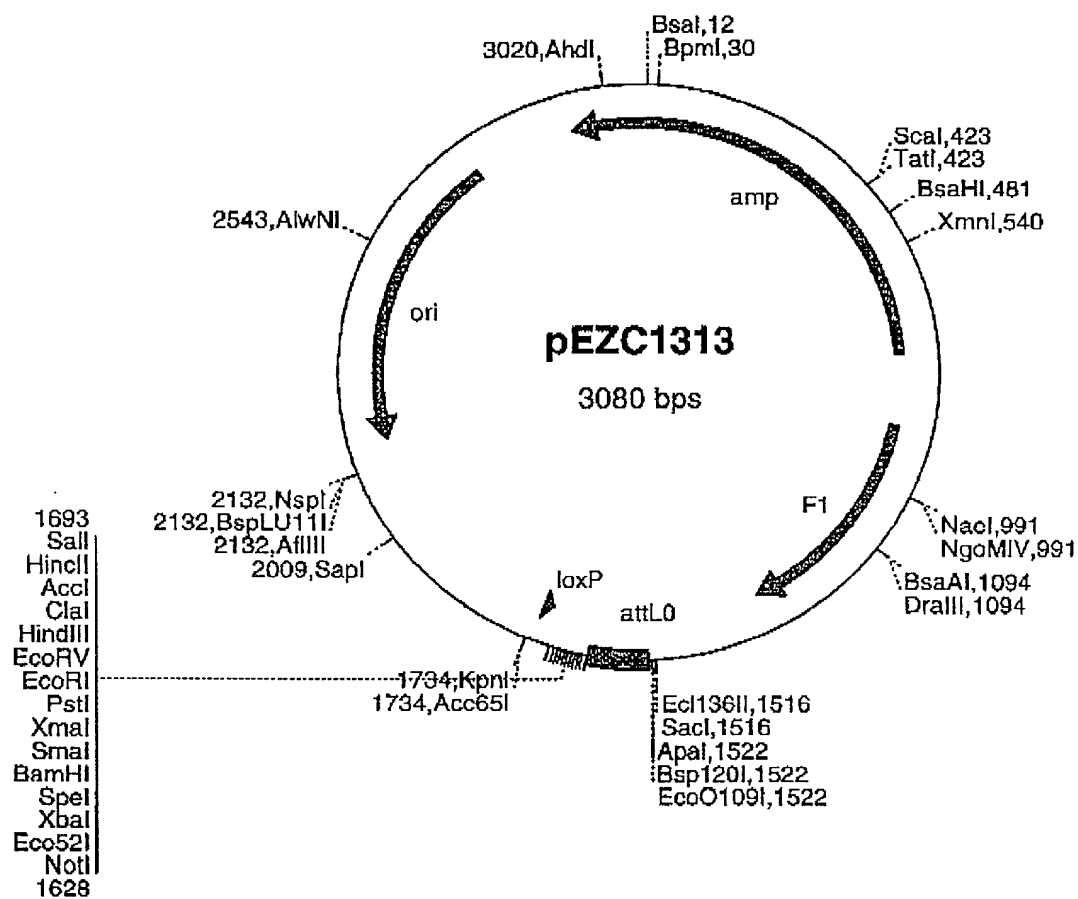 BsaI,12
3020,AhdI
BpmI,30
ScaI,423
TatI,423
BsaHI,481
XmnI,540
amp
2543,AlwNI
ori
pEZC1313
3080 bps
F1
NaeI,991
NgoMIV,991
BsaAI,1094
DraIII,1094
2132,NspI
2132,BspLU11I
2132,AflIII
2009,SapI
loxP
attL0
1734,KpnI
1734,Acc65I
Ecl136II,1516
SacI,1516
ApaI,1522
Bsp120I,1522
EcoO109I,1522
1693
SalI
HincII
AccI
ClaI
HindIII
EcoRV
EcoRI
PstI
XmaI
SmaI
BamHI
SpeI
XbaI
Eco52I
NotI
1628